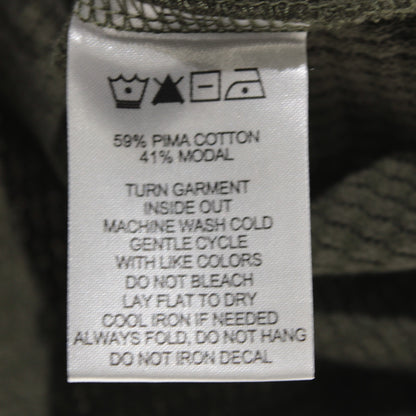 59% PIMA COTTON
41% MODAL
TURN GARMENT
INSIDE OUT
MACHINE WASH COLD
GENTLE CYCLE
WITH LIKE COLORS
DO NOT BLEACH
LAY FLAT TO DRY
COOL IRON IF NEEDED
ALWAYS FOLD, DO NOT HANG
DO NOT IRON DECAL